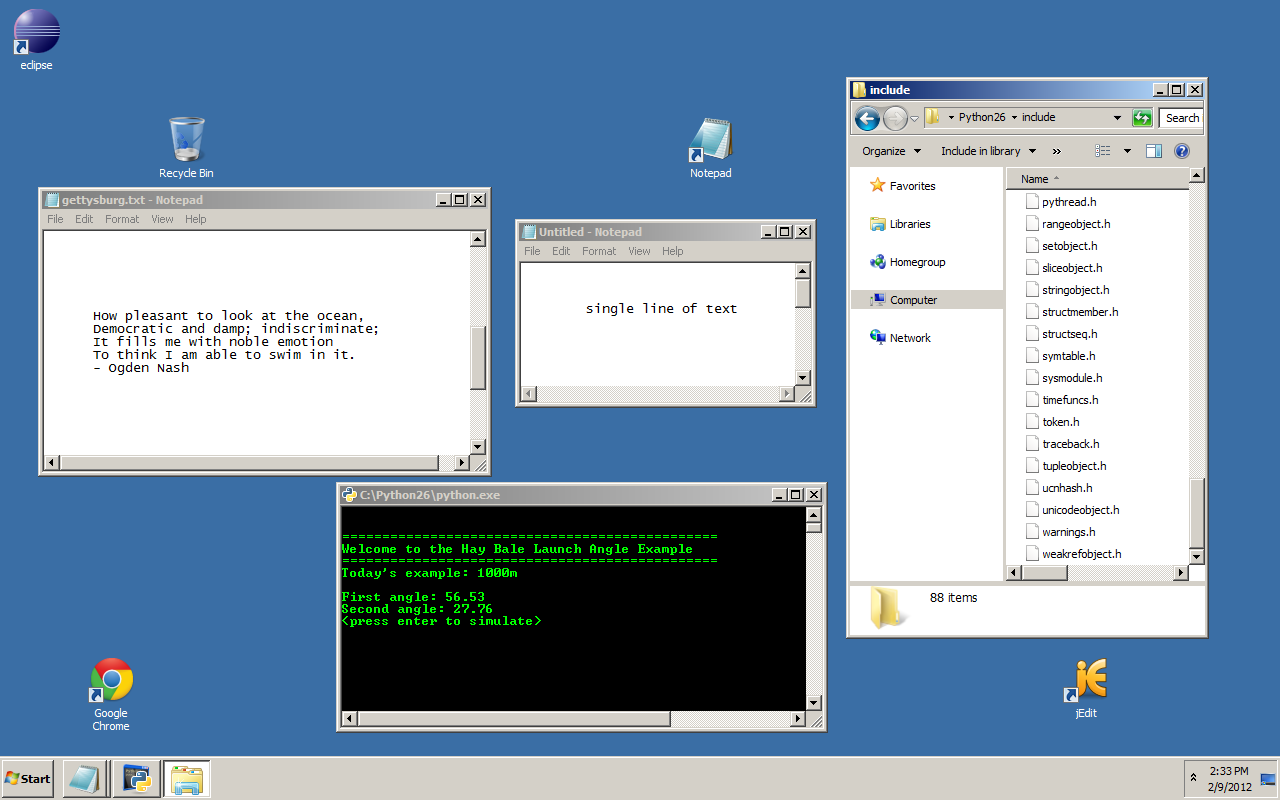 eclipse
Recycle Bin
Notepad
gettysburg.txt - Notepad
File Edit Format View Help
How pleasant to look at the ocean,
Democratic and damp; indiscriminate;
It fills me with noble emotion
To think I am able to swim in it.
- Ogden Nash
Untitled - Notepad
File Edit Format View Help
single line of text
include
Python26 include
Search
Organize Include in library »
Favorites
Libraries
Homegroup
Computer
Network
Name
pythread.h
rangeobject.h
setobject.h
sliceobject.h
stringobject.h
structmember.h
structseq.h
symtable.h
sysmodule.h
timefuncs.h
token.h
traceback.h
tupleobject.h
ucnhash.h
unicodeobject.h
warnings.h
weakrefobject.h
88 items
C:\Python26\python.exe
===============================================
Welcome to the Hay Bale Launch Angle Example
===============================================
Today's example: 1000m
First angle: 56.53
Second angle: 27.76
<press enter to simulate>
Google
Chrome
jEdit
Start
2:33 PM
2/9/2012